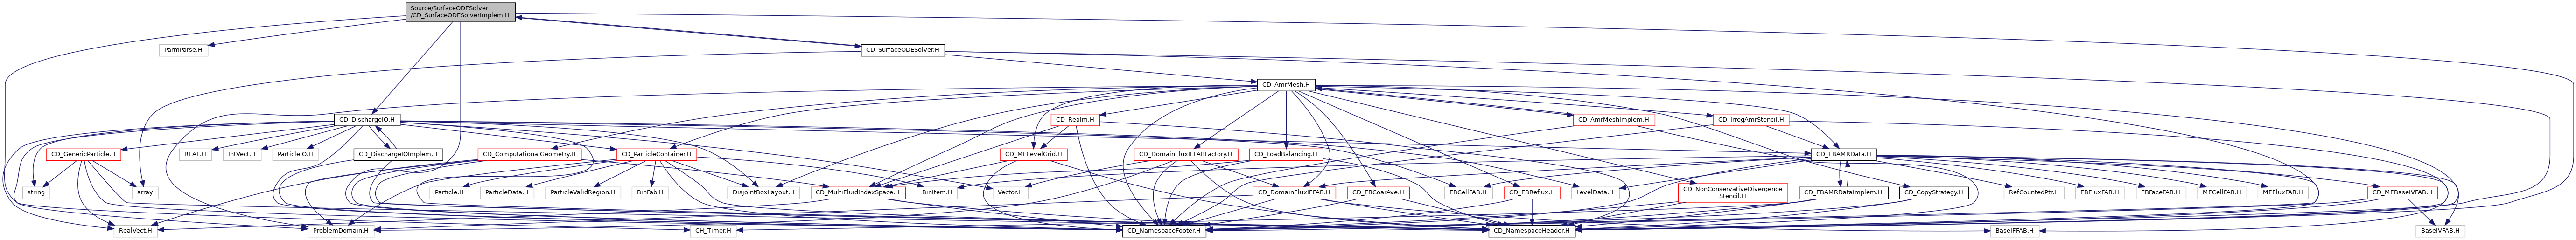 Source/SurfaceODESolver
/CD_SurfaceODESolverImplem.H
ParmParse.H
CD_SurfaceODESolver.H
CD_AmrMesh.H
CD_DischargeIO.H
CD_Realm.H
CD_AmrMeshImplem.H
CD_IrregAmrStencil.H
CD_GenericParticle.H
REAL.H
IntVect.H
ParticleIO.H
CD_DischargeIOImplem.H
CD_ComputationalGeometry.H
CD_ParticleContainer.H
CD_MFLevelGrid.H
CD_DomainFluxIFFABFactory.H
CD_LoadBalancing.H
CD_EBAMRData.H
string
array
Particle.H
ParticleData.H
ParticleValidRegion.H
BinFab.H
DisjointBoxLayout.H
CD_MultiFluidIndexSpace.H
BinItem.H
Vector.H
CD_DomainFluxIFFAB.H
CD_EBCoarAve.H
EBCellFAB.H
CD_EBReflux.H
LevelData.H
CD_NonConservativeDivergence
Stencil.H
CD_EBAMRDataImplem.H
CD_CopyStrategy.H
RefCountedPtr.H
EBFluxFAB.H
EBFaceFAB.H
MFCellFAB.H
MFFluxFAB.H
CD_MFBaseIVFAB.H
RealVect.H
ProblemDomain.H
CD_NamespaceFooter.H
CH_Timer.H
CD_NamespaceHeader.H
BaseIFFAB.H
BaseIVFAB.H